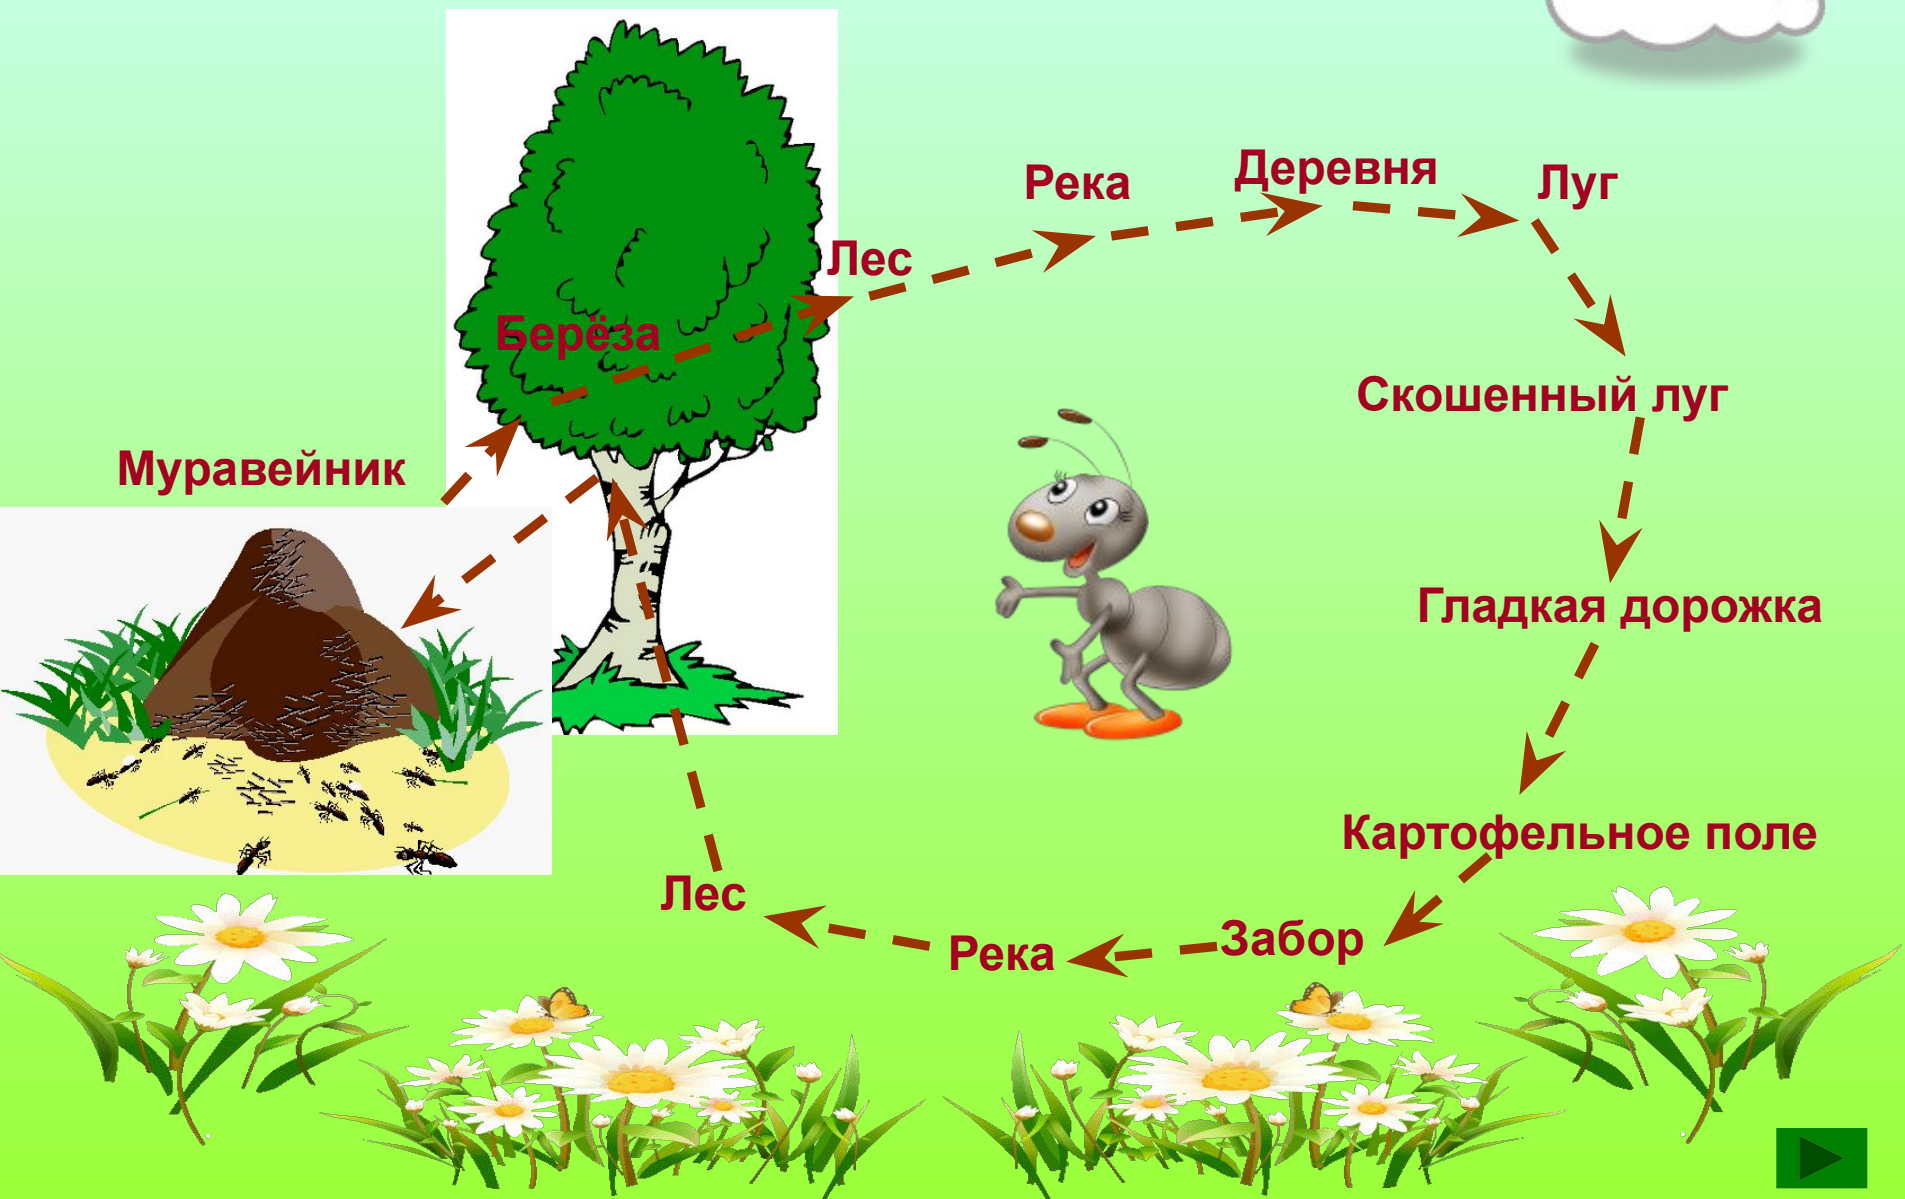 Муравейник
Берёза
Лес
Река
Деревня
Луг
Скошенный луг
Гладкая дорожка
Картофельное поле
Забор
Река
Лес